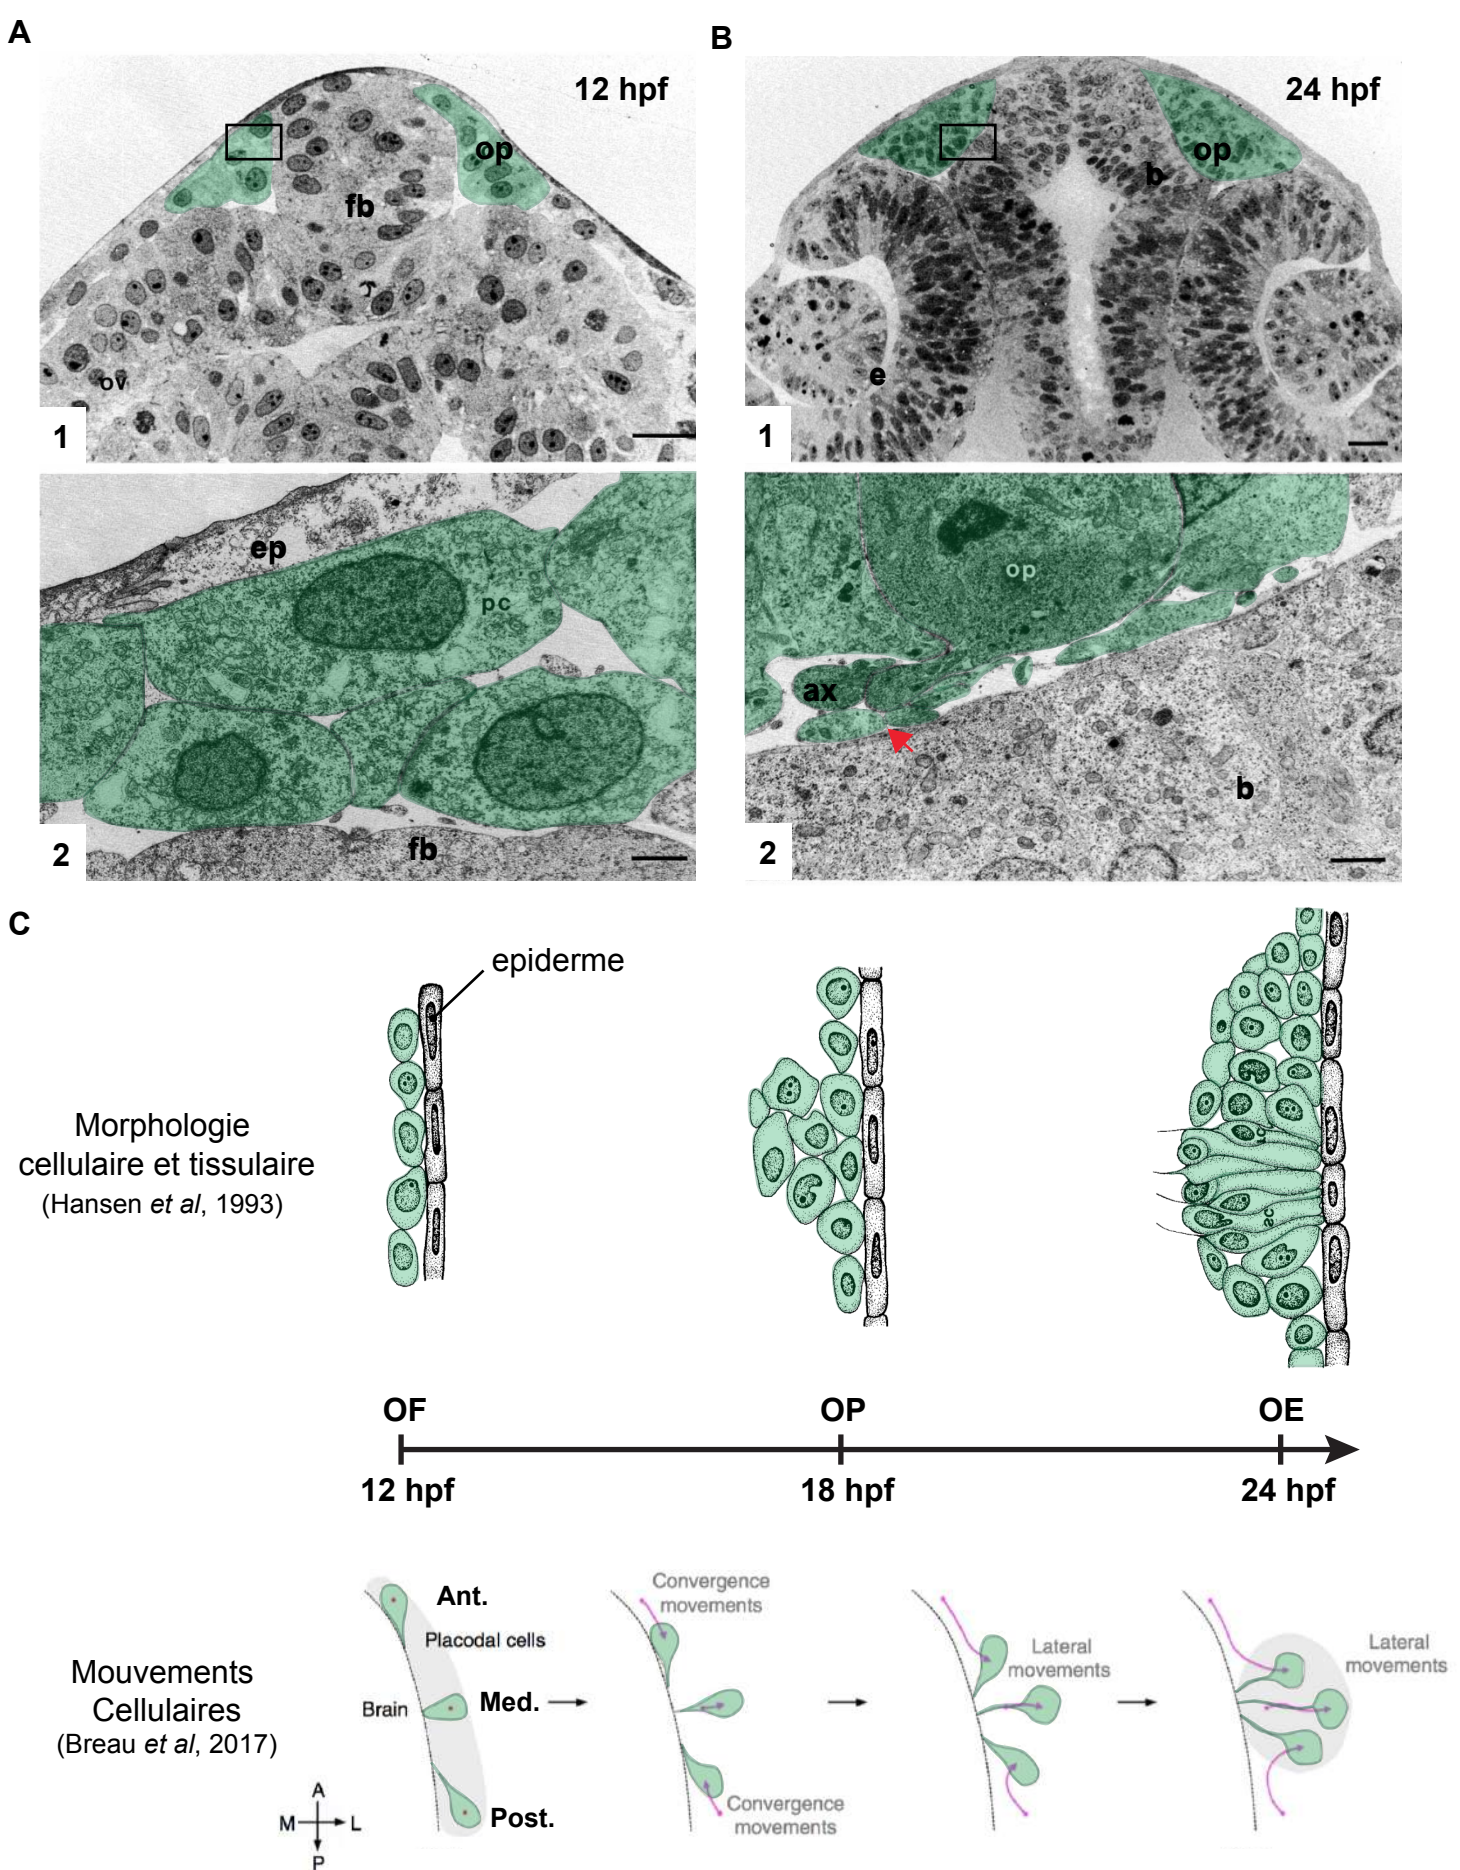 A
12 hpf
op
fb
ov
1
ep
pc
fb
2
B
24 hpf
op
b
e
1
op
ax
b
2
C
epiderme
Morphologie
cellulaire et tissulaire
(Hansen et al, 1993)
sc
OF
OP
OE
12 hpf
18 hpf
24 hpf
Mouvements
Cellulaires
(Breau et al, 2017)
A
M
L
P
Ant.
Placodal cells
Brain
Med.
Post.
Convergence
movements
Convergence
movements
Lateral
movements
Lateral
movements